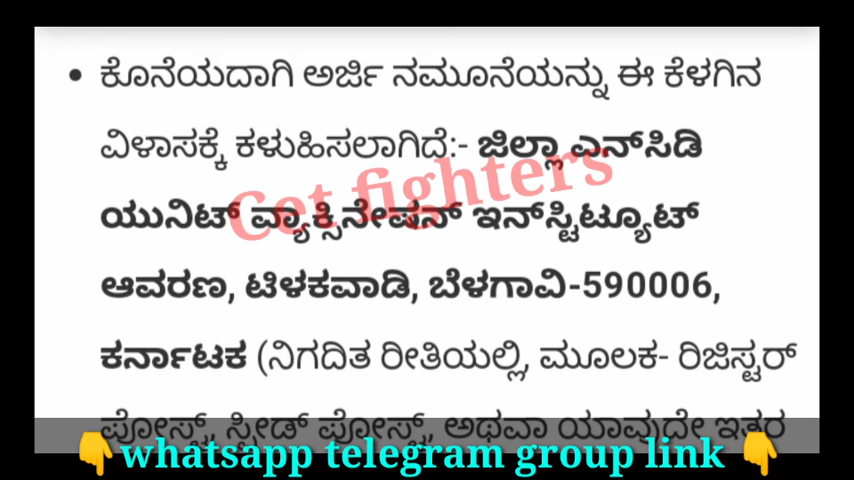 • ಕೊನೆಯದಾಗಿ ಅರ್ಜಿ ನಮೂನೆಯನ್ನು ಈ ಕೆಳಗಿನ
ವಿಳಾಸಕ್ಕೆ ಕಳುಹಿಸಲಾಗಿದೆ:- ಜಿಲ್ಲಾ ಎನ್‌ಸಿಡಿ
Cet fighters
ಯುನಿಟ್ ವ್ಯಾಕ್ಸಿನೇಷನ್ ಇನ್‌ಸ್ಟಿಟ್ಯೂಟ್
ಆವರಣ, ಟಿಳಕವಾಡಿ, ಬೆಳಗಾವಿ-590006,
ಕರ್ನಾಟಕ (ನಿಗದಿತ ರೀತಿಯಲ್ಲಿ, ಮೂಲಕ- ರಿಜಿಸ್ಟರ್
ಪೋಸ್ಟ್, ಸ್ಪೀಡ್ ಪೋಸ್ಟ್, ಅಥವಾ ಯಾವುದೇ ಇತರ
👇whatsapp telegram group link 👇